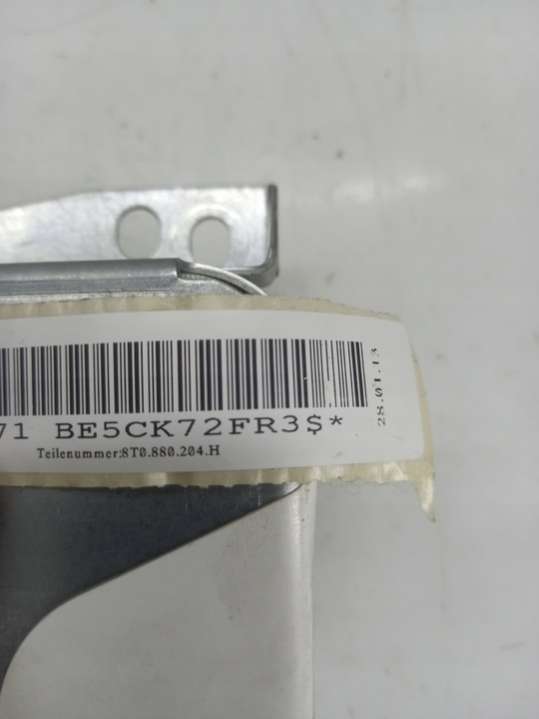 71 BE5CK72FR3$*
Teilenummer:8T0.880.204.H
28.01.13